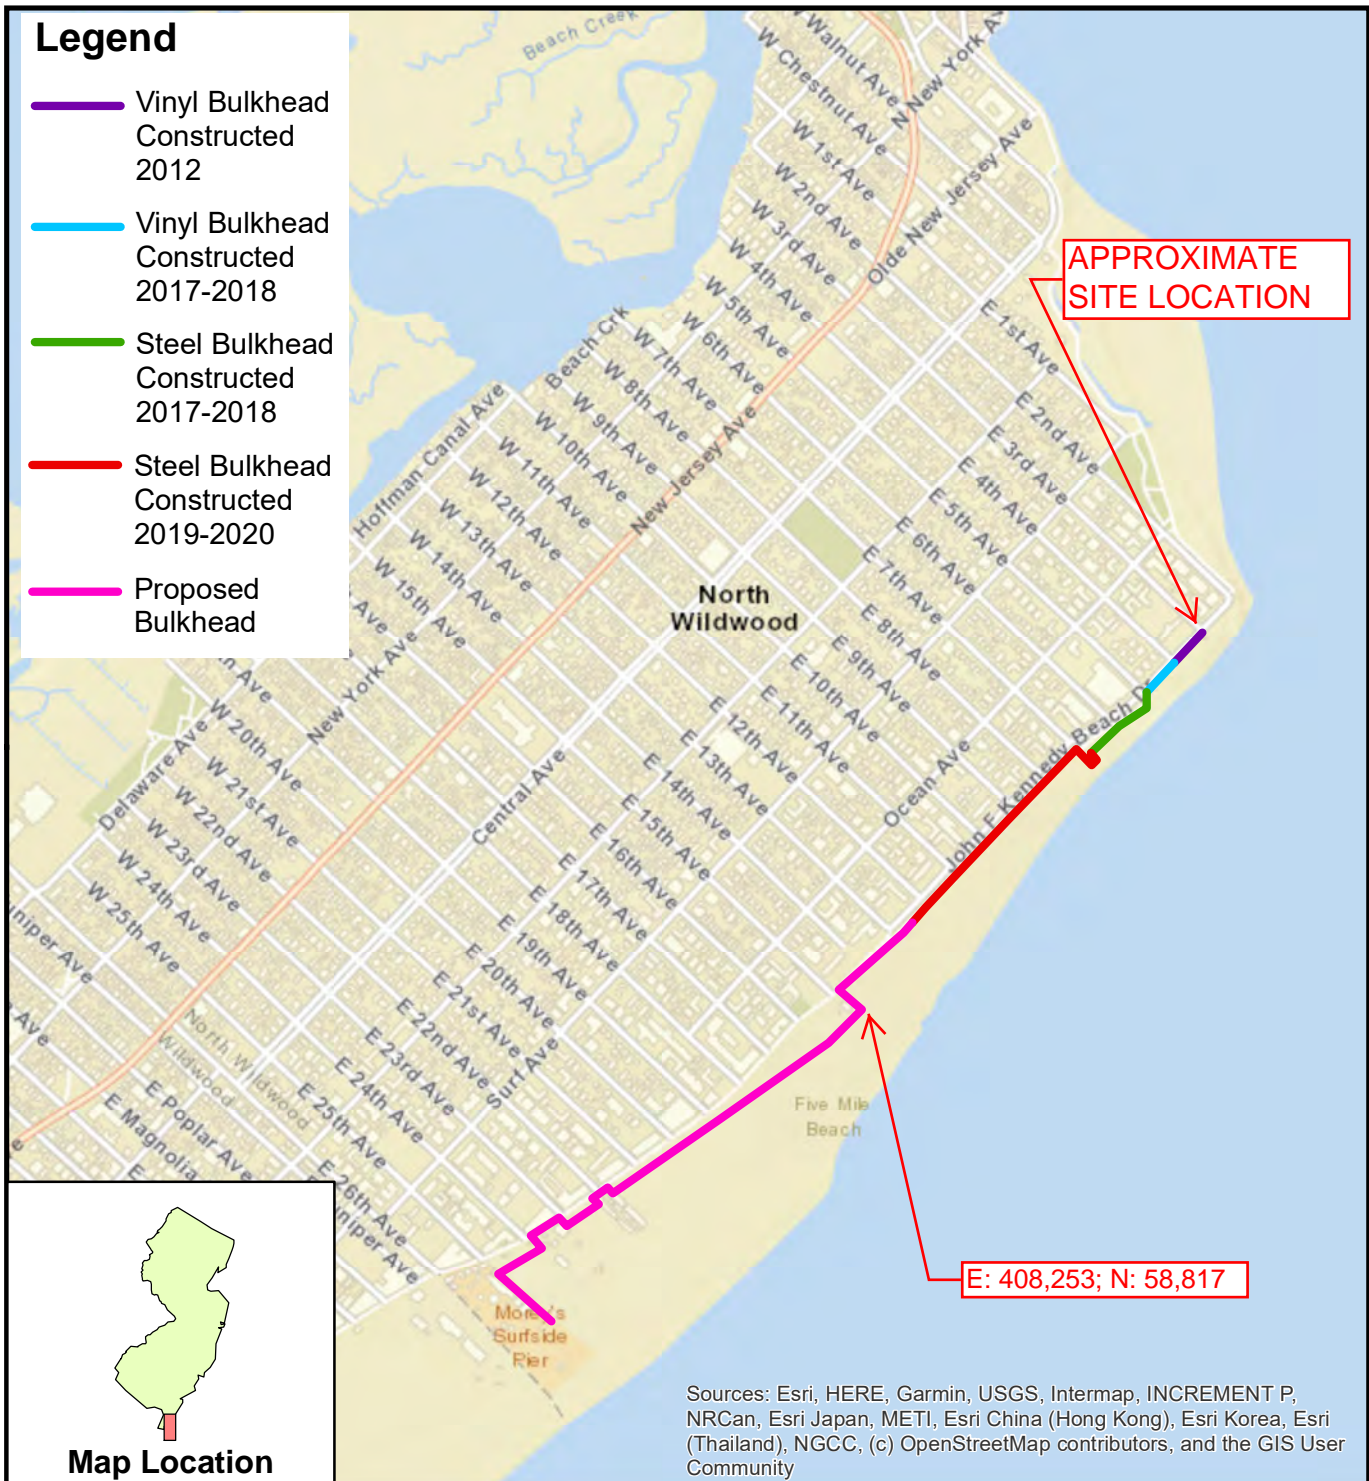 Legend
Vinyl Bulkhead
Constructed
2012
Vinyl Bulkhead
Constructed
2017-2018
Steel Bulkhead
Constructed
2017-2018
Steel Bulkhead
Constructed
2019-2020
Proposed
Bulkhead
Beach Creek
W Walnut Ave
W Chestnut Ave
N New York Av
W 1st Ave
W 2nd Ave
W 3rd Ave
W 4th Ave
W 5th Ave
W 6th Ave
W 7th Ave
W 8th Ave
W 9th Ave
W 10th Ave
W 11th Ave
W 12th Ave
W 13th Ave
W 14th Ave
W 15th Ave
Olde New Jersey Ave
APPROXIMATE
SITE LOCATION
Beach Crk
Hoffman Canal Ave
New Jersey Ave
E 1st Ave
E 2nd Ave
E 3rd Ave
E 4th Ave
E 5th Ave
E 6th Ave
E 7th Ave
E 8th Ave
E 9th Ave
E 10th Ave
E 11th Ave
E 12th Ave
E 13th Ave
E 14th Ave
E 15th Ave
E 16th Ave
E 17th Ave
E 18th Ave
E 19th Ave
E 20th Ave
E 21st Ave
E 22nd Ave
E 23rd Ave
E 24th Ave
E 25th Ave
E 26th Ave
North
Wildwood
New York Ave
Central Ave
Ocean Ave
John F Kennedy Beach Dr
Surf Ave
Delaware Ave
W 20th Ave
W 21st Ave
W 22nd Ave
W 23rd Ave
W 24th Ave
W 25th Ave
uniper Ave
North Wildwood
Wildwood
E Poplar Ave
E Magnolia
uniper Ave
Five Mile
Beach
E: 408,253; N: 58,817
Morey's
Surfside
Pier
Map Location
Sources: Esri, HERE, Garmin, USGS, Intermap, INCREMENT P,
NRCan, Esri Japan, METI, Esri China (Hong Kong), Esri Korea, Esri
(Thailand), NGCC, (c) OpenStreetMap contributors, and the GIS User
Community